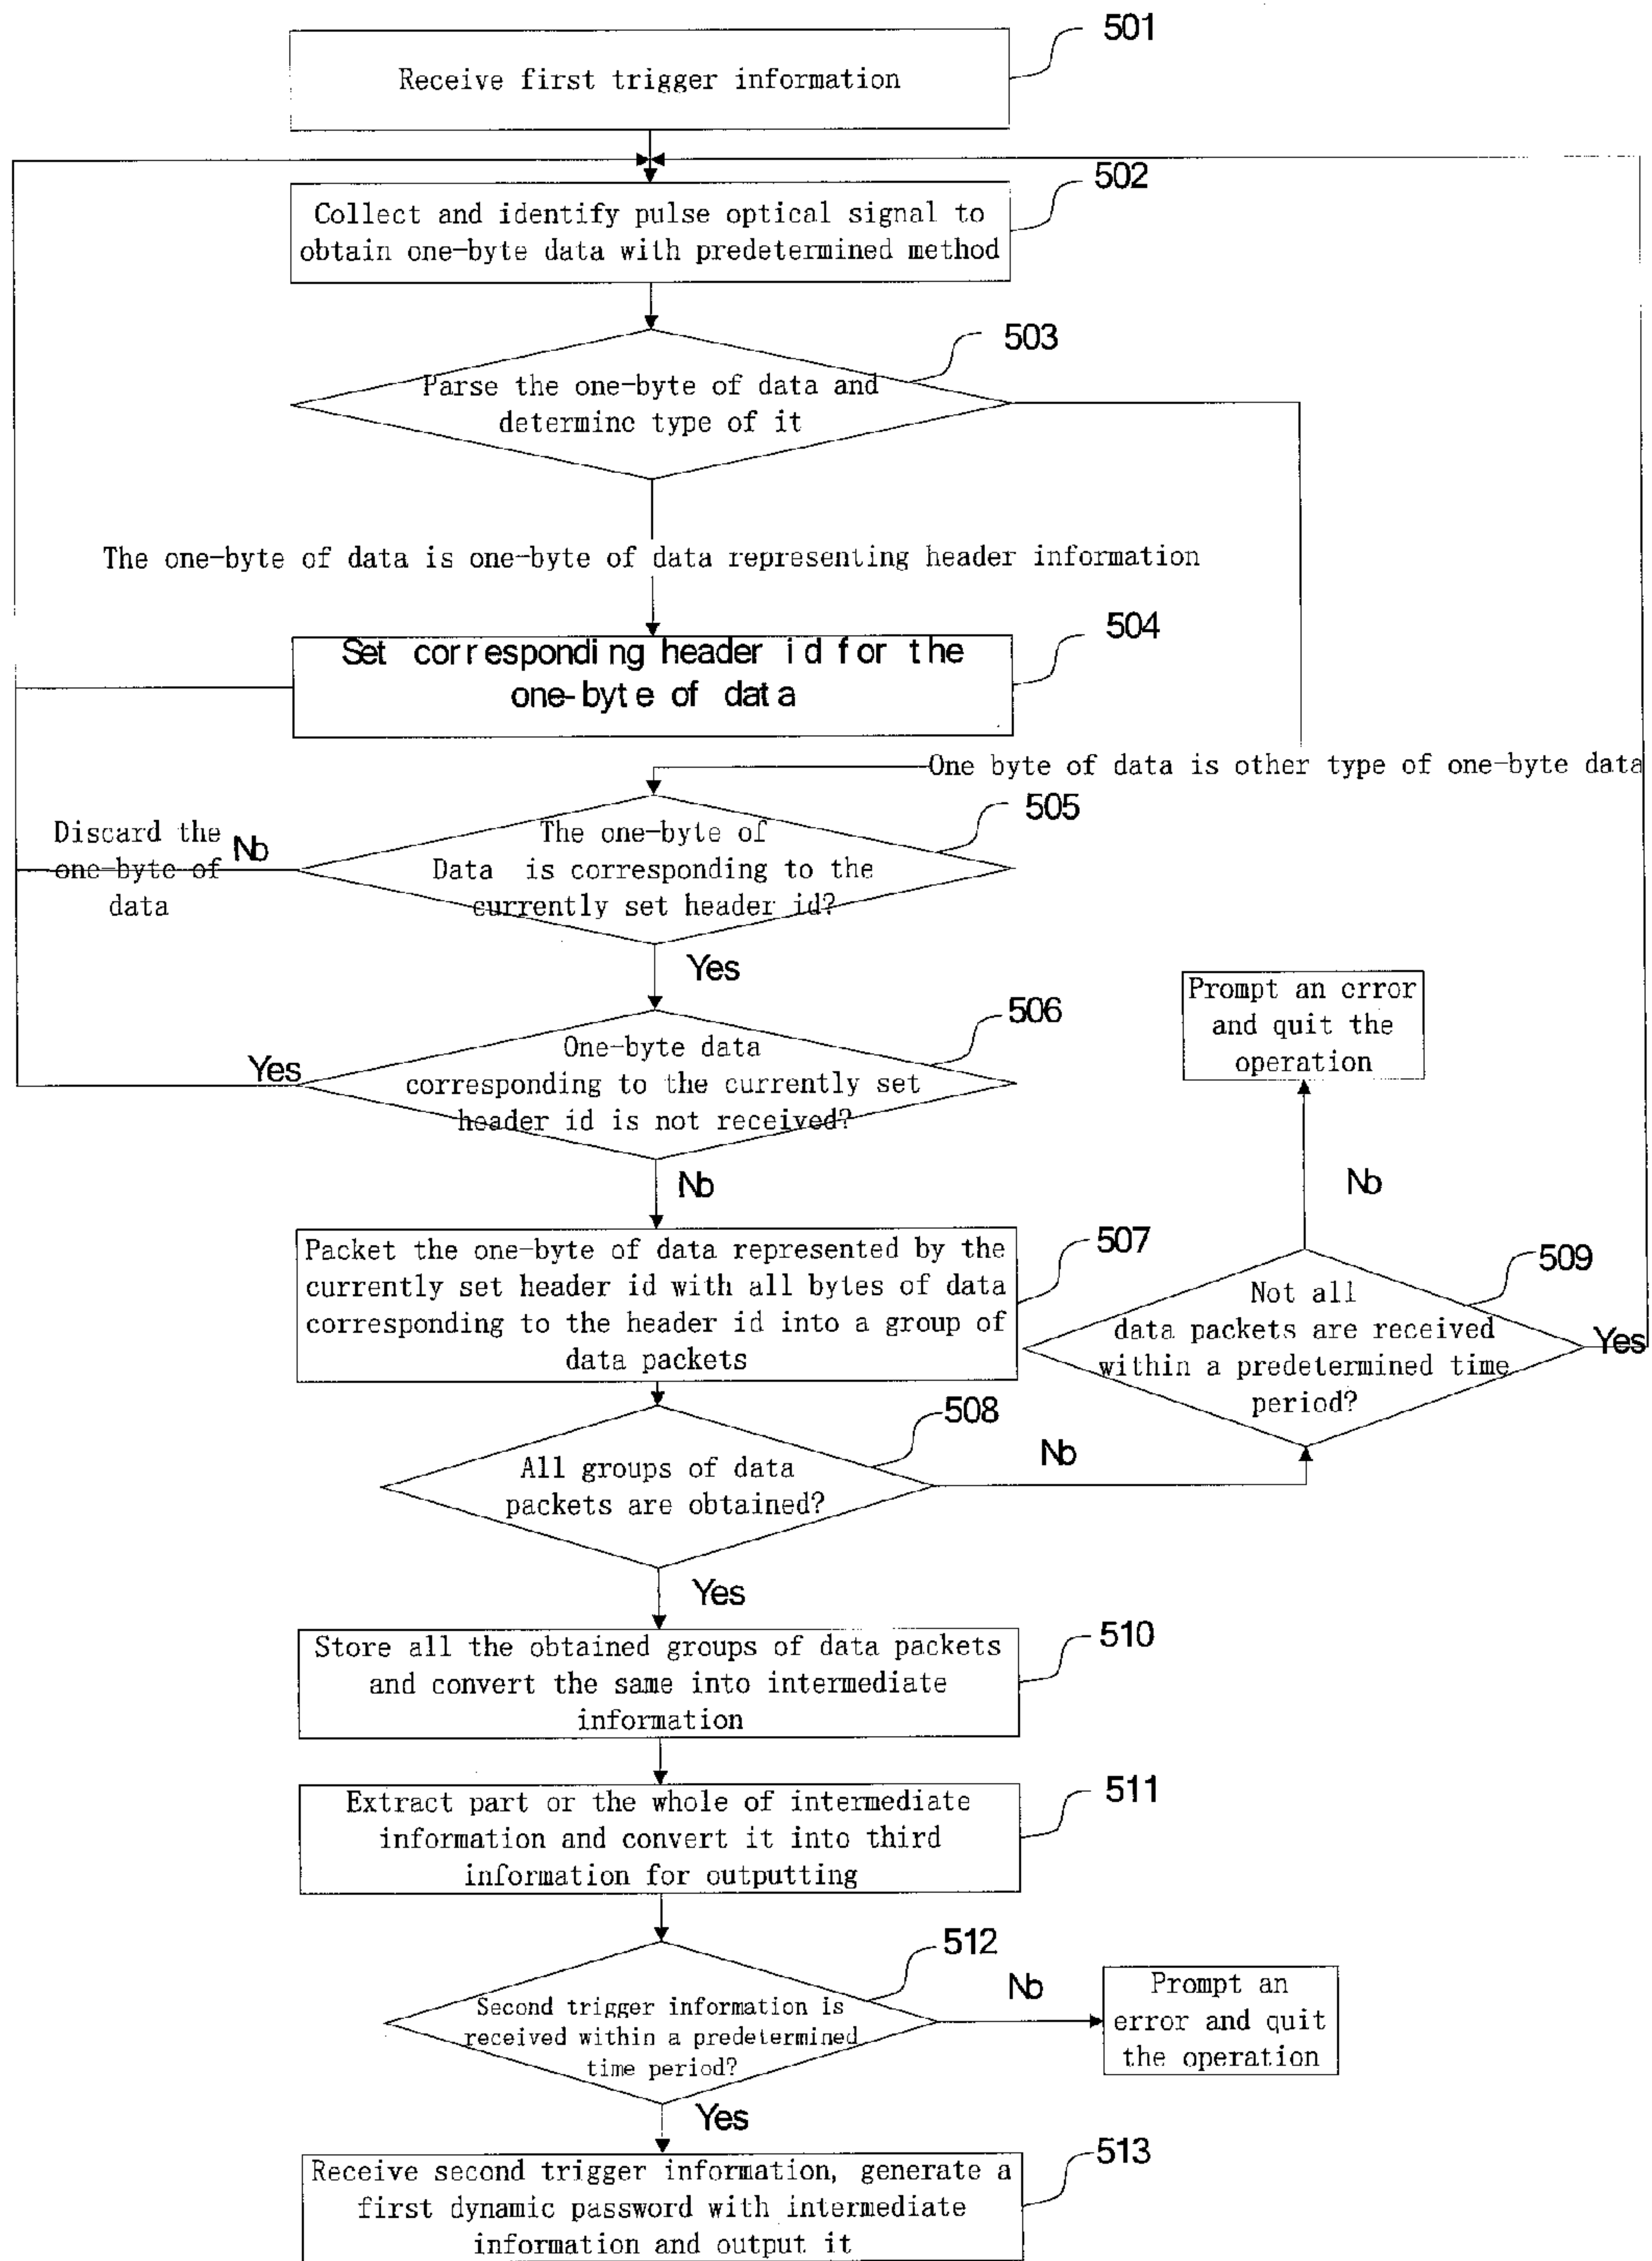 501
Receive first trigger information
502
Collect and identify pulse optical signal to
obtain one-byte data with predetermined method
503
Parse the one-byte of data and
determine type of it
The one-byte of data is one-byte of data representing header information
504
Set corresponding header id for the
one-byte of data
One byte of data is other type of one-byte data
505
Discard the
one-byte of
data
No
The one-byte of
Data is corresponding to the
currently set header id?
Yes
506
Prompt an error
and quit the
operation
One-byte data
corresponding to the currently set
header id is not received?
Yes
No
No
507
Packet the one-byte of data represented by the
currently set header id with all bytes of data
corresponding to the header id into a group of
data packets
509
Not all
data packets are received
within a predetermined time
period?
Yes
508
All groups of data
packets are obtained?
No
Yes
510
Store all the obtained groups of data packets
and convert the same into intermediate
information
511
Extract part or the whole of intermediate
information and convert it into third
information for outputting
512
Second trigger information is
received within a predetermined
time period?
No
Prompt an
error and quit
the operation
Yes
513
Receive second trigger information, generate a
first dynamic password with intermediate
information and output it